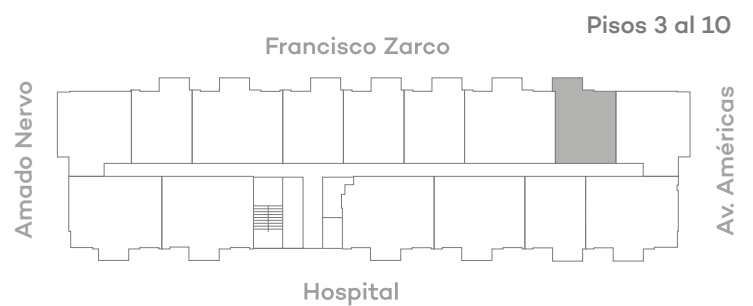 Pisos 3 al 10
Francisco Zarco
Amado Nervo
Av. Américas
Hospital